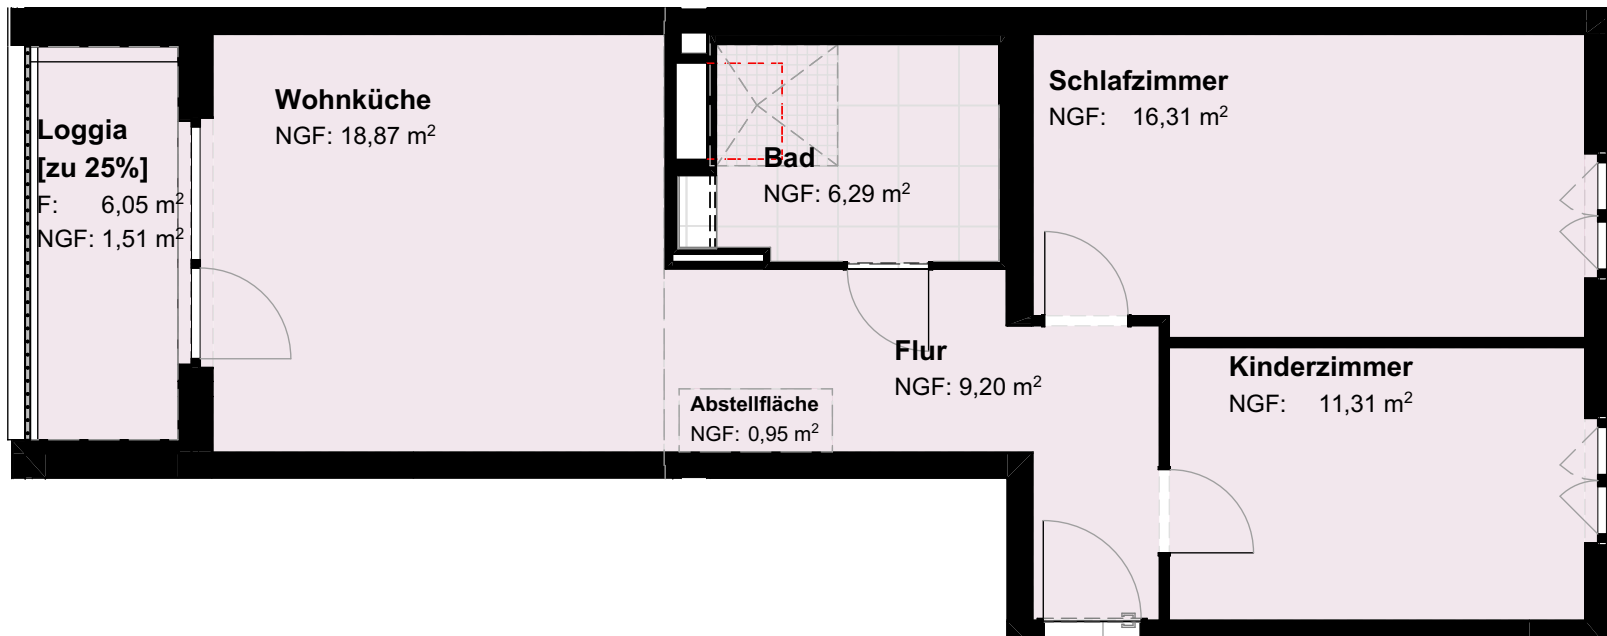 Loggia
[zu 25%]
F: 6,05 m²
NGF: 1,51 m²
Wohnküche
NGF: 18,87 m²
Bad
NGF: 6,29 m²
Schlafzimmer
NGF: 16,31 m²
Flur
NGF: 9,20 m²
Abstellfläche
NGF: 0,95 m²
Kinderzimmer
NGF: 11,31 m²